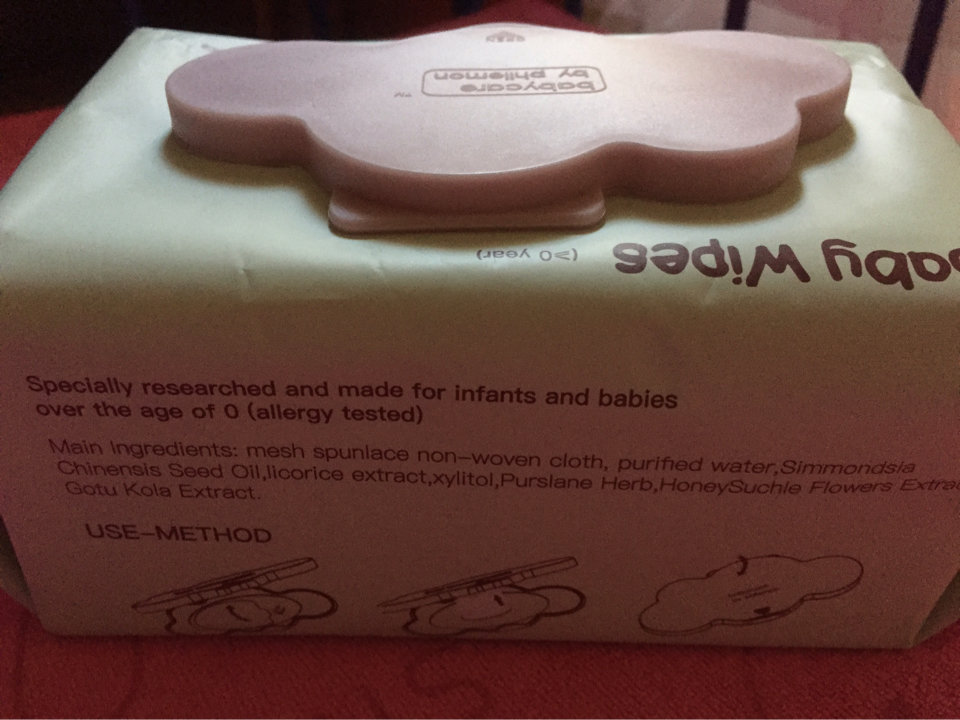 babycare
by philemon
TM
Baby Wipes
(≥0 year)
Specially researched and made for infants and babies
over the age of 0 (allergy tested)
Main Ingredients: mesh spunlace non-woven cloth, purified water,Simmondsia
Chinensis Seed Oil,licorice extract,xylitol,Purslane Herb,HoneySuchle Flowers Extra
Gotu Kola Extract.
USE-METHOD